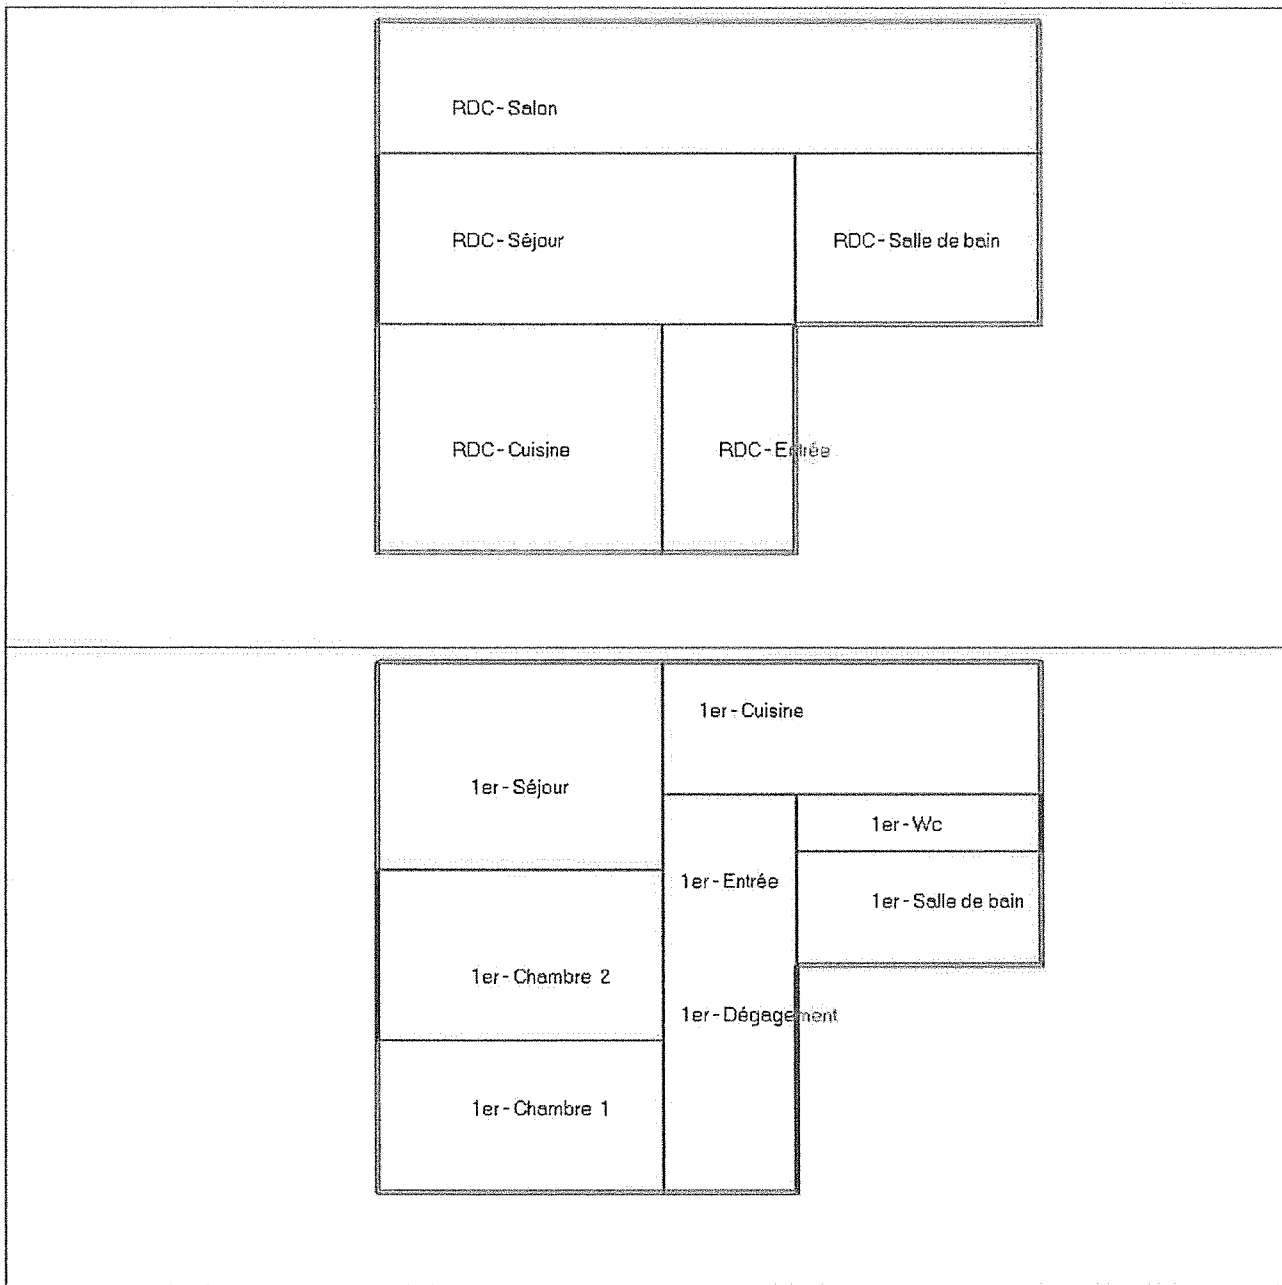 RDC-Salon
RDC-Séjour
RDC-Salle de bain
RDC-Cuisine
RDC-Entrée
1er-Cuisine
1er-Séjour
1er-Wc
1er-Entrée
1er-Salle de bain
1er-Chambre 2
1er-Dégagement
1er-Chambre 1